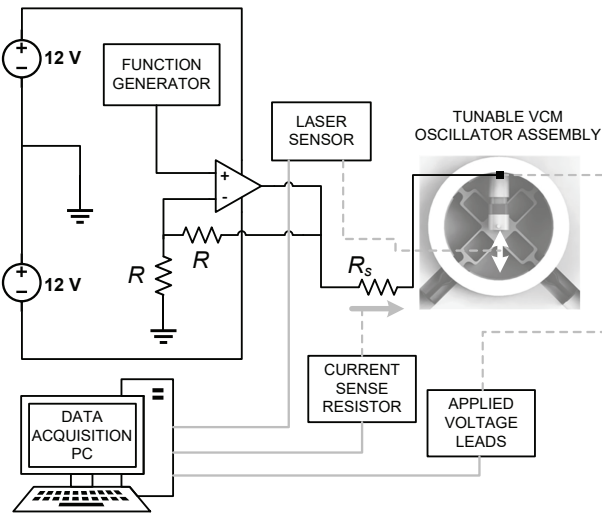 12 V
FUNCTION
GENERATOR
LASER
SENSOR
TUNABLE VCM
OSCILLATOR ASSEMBLY
+
−
+
-
R
R
Rs
+
−
12 V
CURRENT
SENSE
RESISTOR
APPLIED
VOLTAGE
LEADS
DATA
ACQUISITION
PC